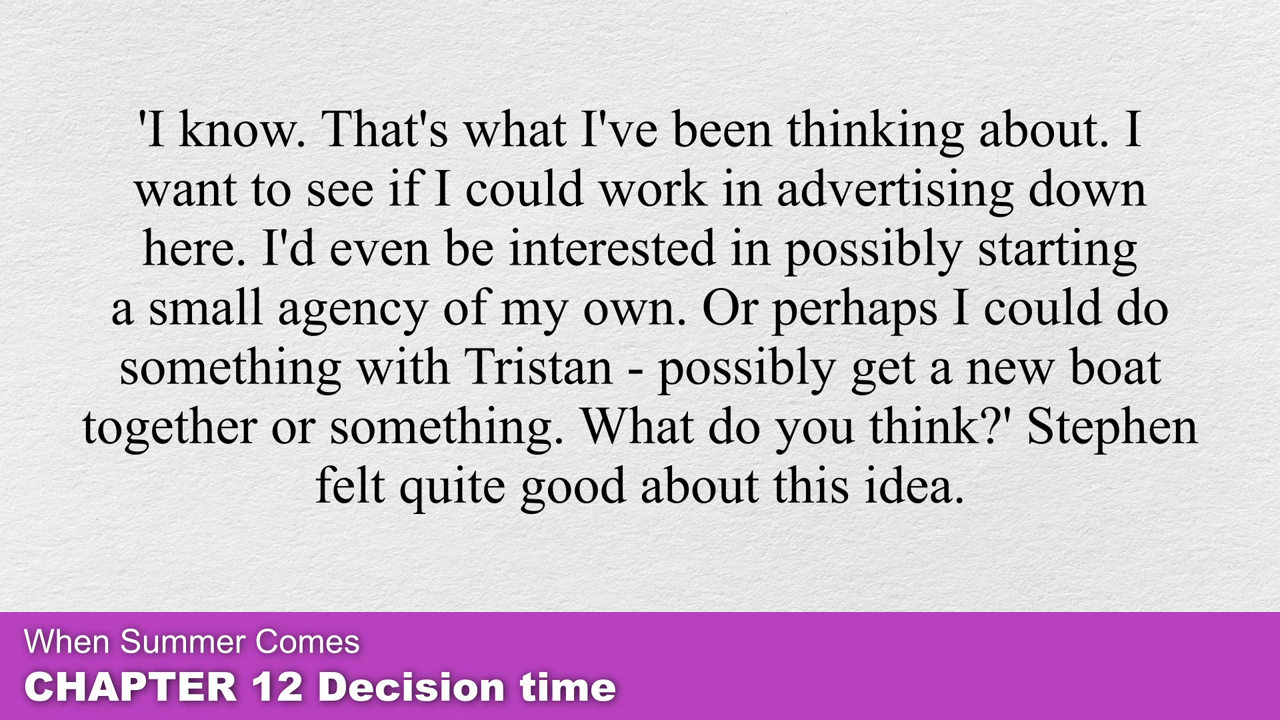 'I know. That's what I've been thinking about. I
want to see if I could work in advertising down
here. I'd even be interested in possibly starting
a small agency of my own. Or perhaps I could do
something with Tristan - possibly get a new boat
together or something. What do you think?' Stephen
felt quite good about this idea.
When Summer Comes
CHAPTER 12 Decision time